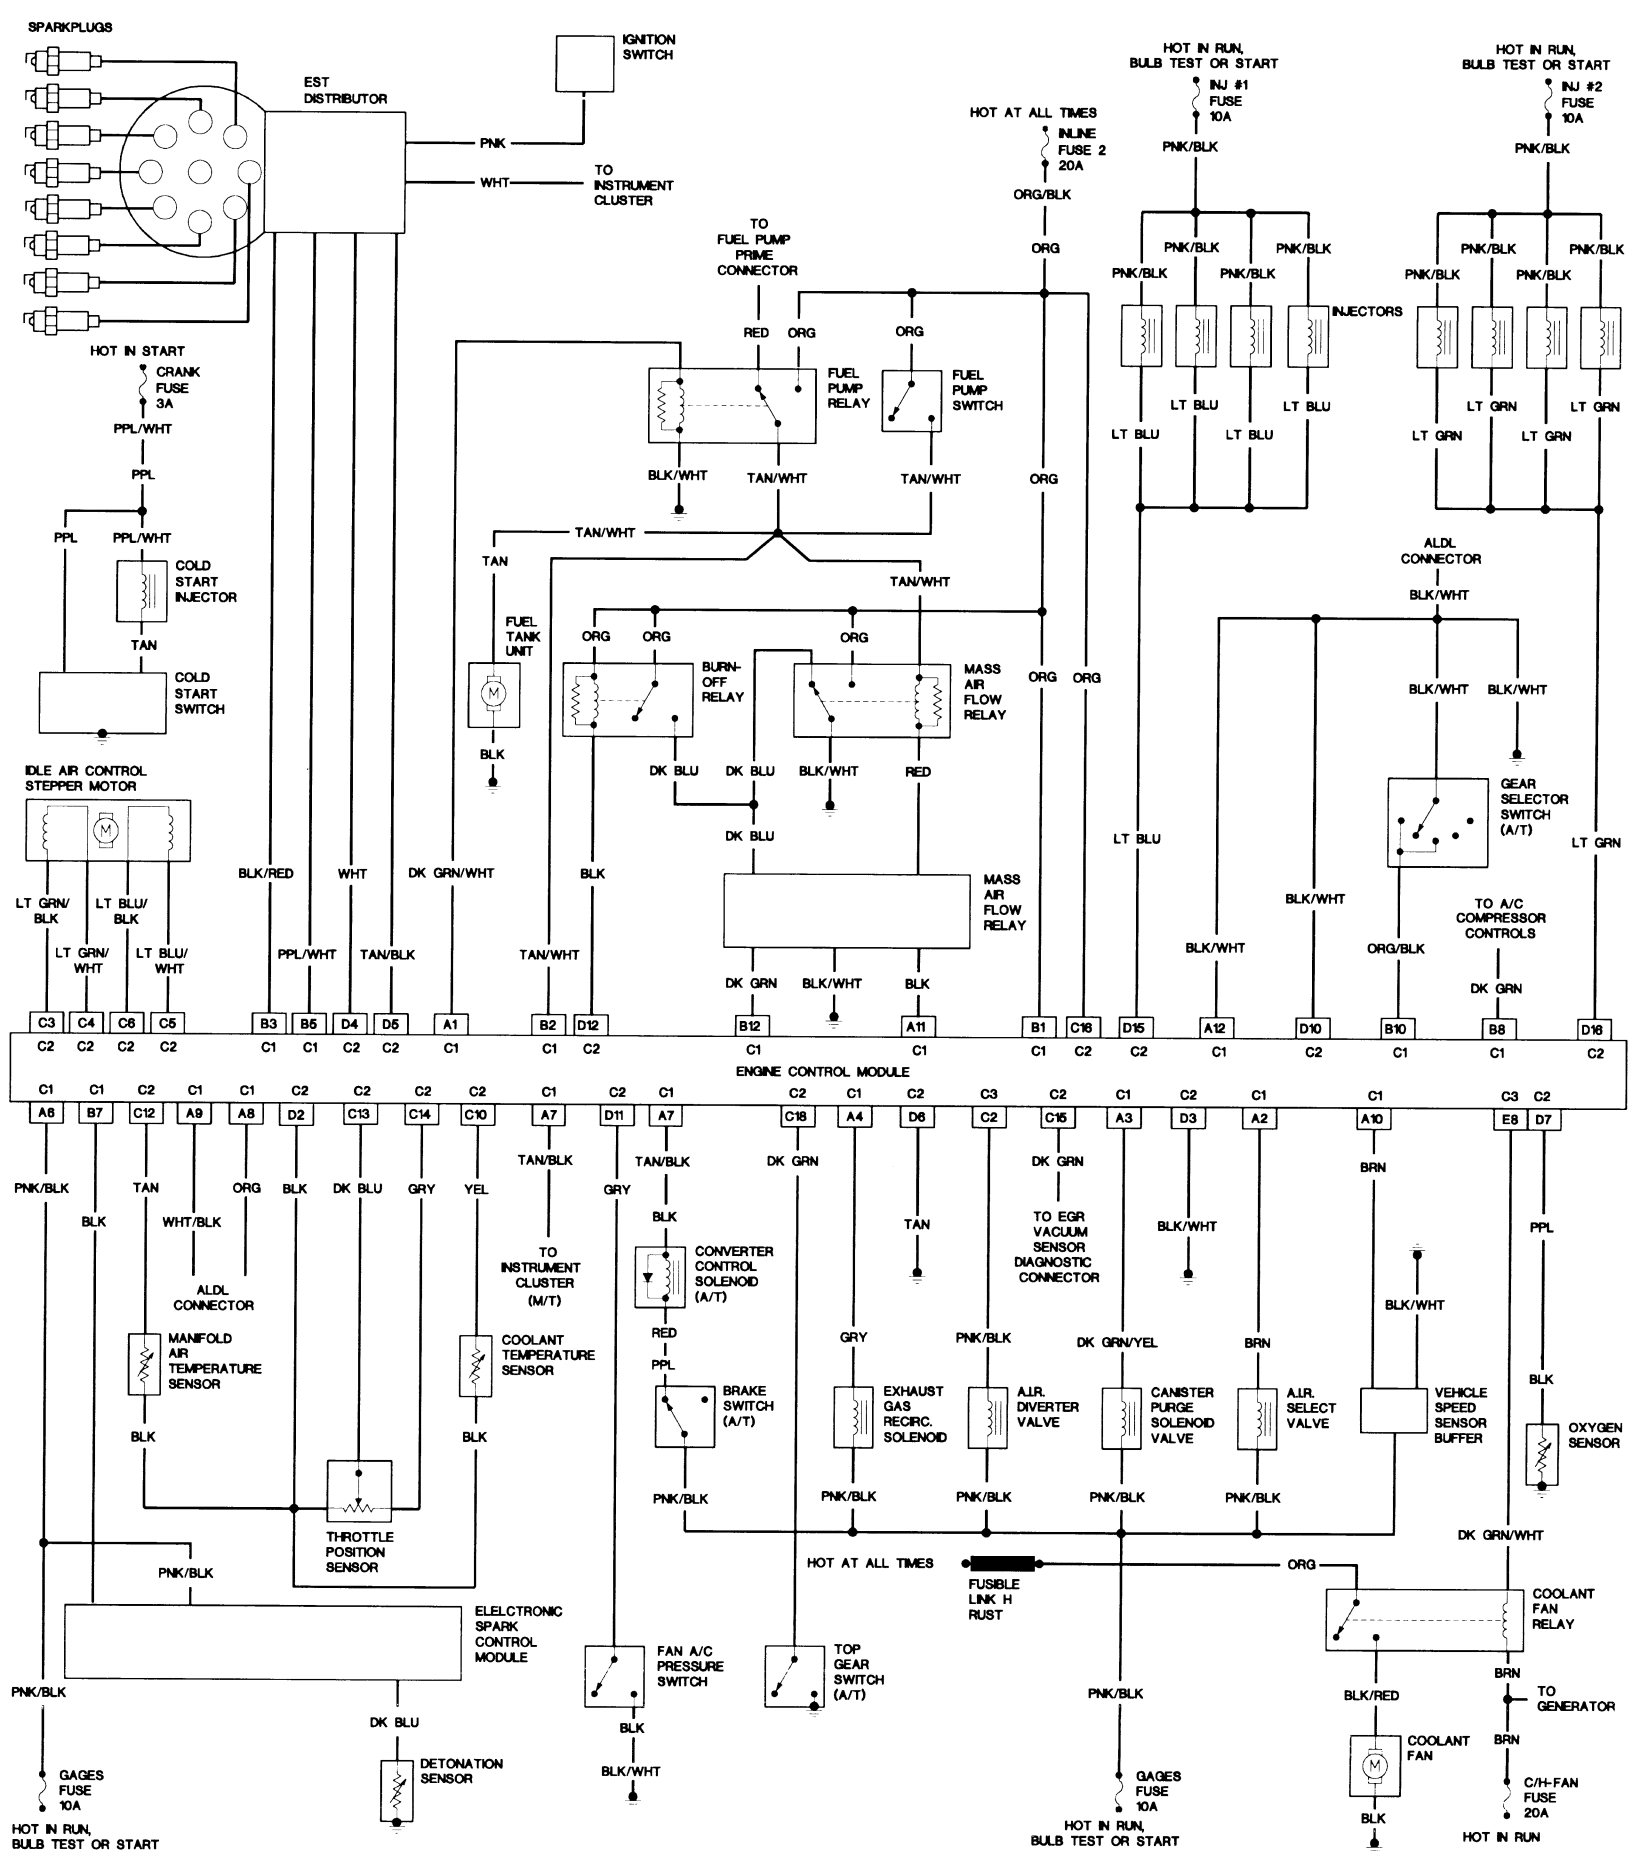 SPARKPLUGS
IGNITION
SWITCH
EST
DISTRIBUTOR
PNK
WHT
TO
INSTRUMENT
CLUSTER
HOT AT ALL TIMES
INLINE
FUSE 2
20A
ORG/BLK
ORG
HOT IN RUN,
BULB TEST OR START
INJ #1
FUSE
10A
PNK/BLK
HOT IN RUN,
BULB TEST OR START
INJ #2
FUSE
10A
PNK/BLK
PNK/BLK
PNK/BLK
PNK/BLK
PNK/BLK
PNK/BLK
PNK/BLK
PNK/BLK
PNK/BLK
INJECTORS
LT BLU
LT BLU
LT BLU
LT BLU
LT GRN
LT GRN
LT GRN
LT GRN
TO
FUEL PUMP
PRIME
CONNECTOR
RED
ORG
ORG
FUEL
PUMP
RELAY
FUEL
PUMP
SWITCH
BLK/WHT
TAN/WHT
TAN/WHT
ORG
HOT IN START
CRANK
FUSE
3A
PPL/WHT
PPL
PPL
PPL/WHT
COLD
START
INJECTOR
TAN
COLD
START
SWITCH
TAN/WHT
TAN
TAN/WHT
FUEL
TANK
UNIT
M
BLK
ORG
ORG
ORG
BURN-
OFF
RELAY
MASS
AIR
FLOW
RELAY
ORG
ORG
DK BLU
DK BLU
BLK/WHT
RED
DK BLU
ALDL
CONNECTOR
BLK/WHT
BLK/WHT
BLK/WHT
GEAR
SELECTOR
SWITCH
(A/T)
IDLE AIR CONTROL
STEPPER MOTOR
M
LT GRN/
BLK
LT BLU/
BLK
LT GRN/
WHT
LT BLU/
WHT
BLK/RED
WHT
DK GRN/WHT
PPL/WHT
TAN/BLK
BLK
TAN/WHT
MASS
AIR
FLOW
RELAY
DK GRN
BLK/WHT
BLK
LT BLU
BLK/WHT
BLK/WHT
ORG/BLK
TO A/C
COMPRESSOR
CONTROLS
DK GRN
LT GRN
C3 C4 C6 C5 B3 B5 D4 D5 A1 B2 D12 B12 A11 B1 C16 D15 A12 D10 B10 B8 D16
C2 C2 C2 C2 C1 C1 C2 C2 C1 C1 C2 C1 C1 C1 C2 C2 C1 C2 C1 C1 C2
ENGINE CONTROL MODULE
C1 C1 C2 C1 C1 C2 C2 C2 C2 C1 C2 C1 C2 C1 C2 C3 C2 C1 C2 C1 C1 C3 C2
A6 B7 C12 A9 A8 D2 C13 C14 C10 A7 D11 A7 C18 A4 D6 C2 C15 A3 D3 A2 A10 E8 D7
PNK/BLK
BLK
TAN
WHT/BLK
ORG
BLK
DK BLU
GRY
YEL
TAN/BLK
GRY
TAN/BLK
BLK
DK GRN
GRY
TAN
PNK/BLK
DK GRN
DK GRN/YEL
BLK/WHT
BRN
BRN
BLK/WHT
PPL
BLK
ALDL
CONNECTOR
TO
INSTRUMENT
CLUSTER
(M/T)
CONVERTER
CONTROL
SOLENOID
(A/T)
RED
PPL
BRAKE
SWITCH
(A/T)
PNK/BLK
TO EGR
VACUUM
SENSOR
DIAGNOSTIC
CONNECTOR
MANIFOLD
AIR
TEMPERATURE
SENSOR
BLK
COOLANT
TEMPERATURE
SENSOR
BLK
EXHAUST
GAS
RECIRC.
SOLENOID
A.I.R.
DIVERTER
VALVE
CANISTER
PURGE
SOLENOID
VALVE
A.I.R.
SELECT
VALVE
VEHICLE
SPEED
SENSOR
BUFFER
OXYGEN
SENSOR
PNK/BLK
PNK/BLK
PNK/BLK
PNK/BLK
THROTTLE
POSITION
SENSOR
PNK/BLK
HOT AT ALL TIMES
FUSIBLE
LINK H
RUST
ORG
DK GRN/WHT
COOLANT
FAN
RELAY
ELELCTRONIC
SPARK
CONTROL
MODULE
FAN A/C
PRESSURE
SWITCH
TOP
GEAR
SWITCH
(A/T)
PNK/BLK
DK BLU
DETONATION
SENSOR
BLK
BLK/WHT
PNK/BLK
BLK/RED
BRN
TO
GENERATOR
BRN
COOLANT
FAN
M
BLK
GAGES
FUSE
10A
HOT IN RUN,
BULB TEST OR START
GAGES
FUSE
10A
HOT IN RUN,
BULB TEST OR START
C/H-FAN
FUSE
20A
HOT IN RUN